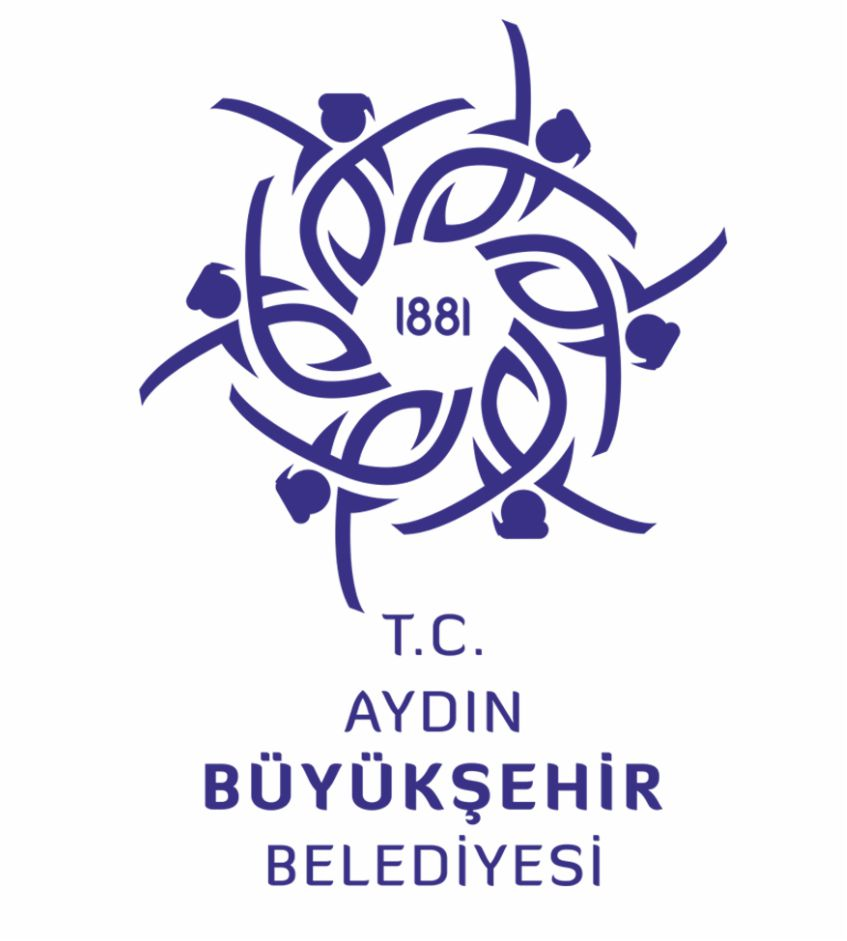 1881
T.C.
AYDIN
BÜYÜKŞEHİR
BELEDİYESİ